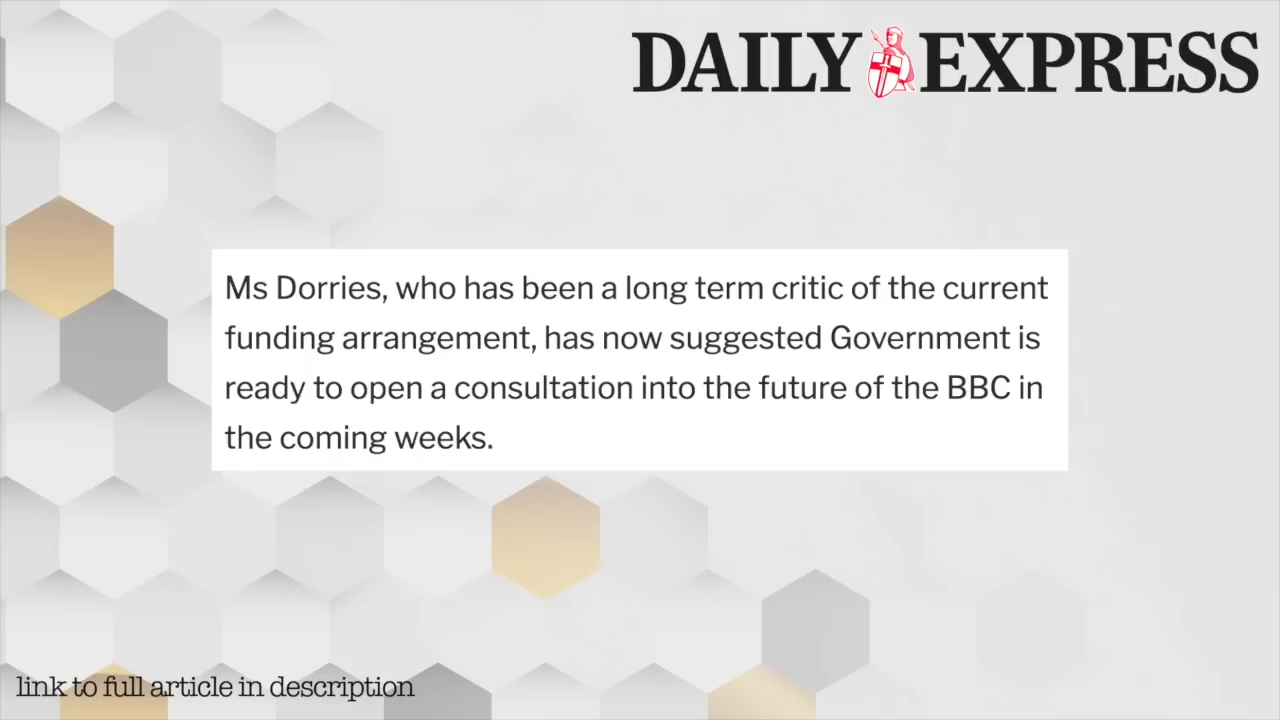 DAILY EXPRESS
Ms Dorries, who has been a long term critic of the current
funding arrangement, has now suggested Government is
ready to open a consultation into the future of the BBC in
the coming weeks.
link to full article in description